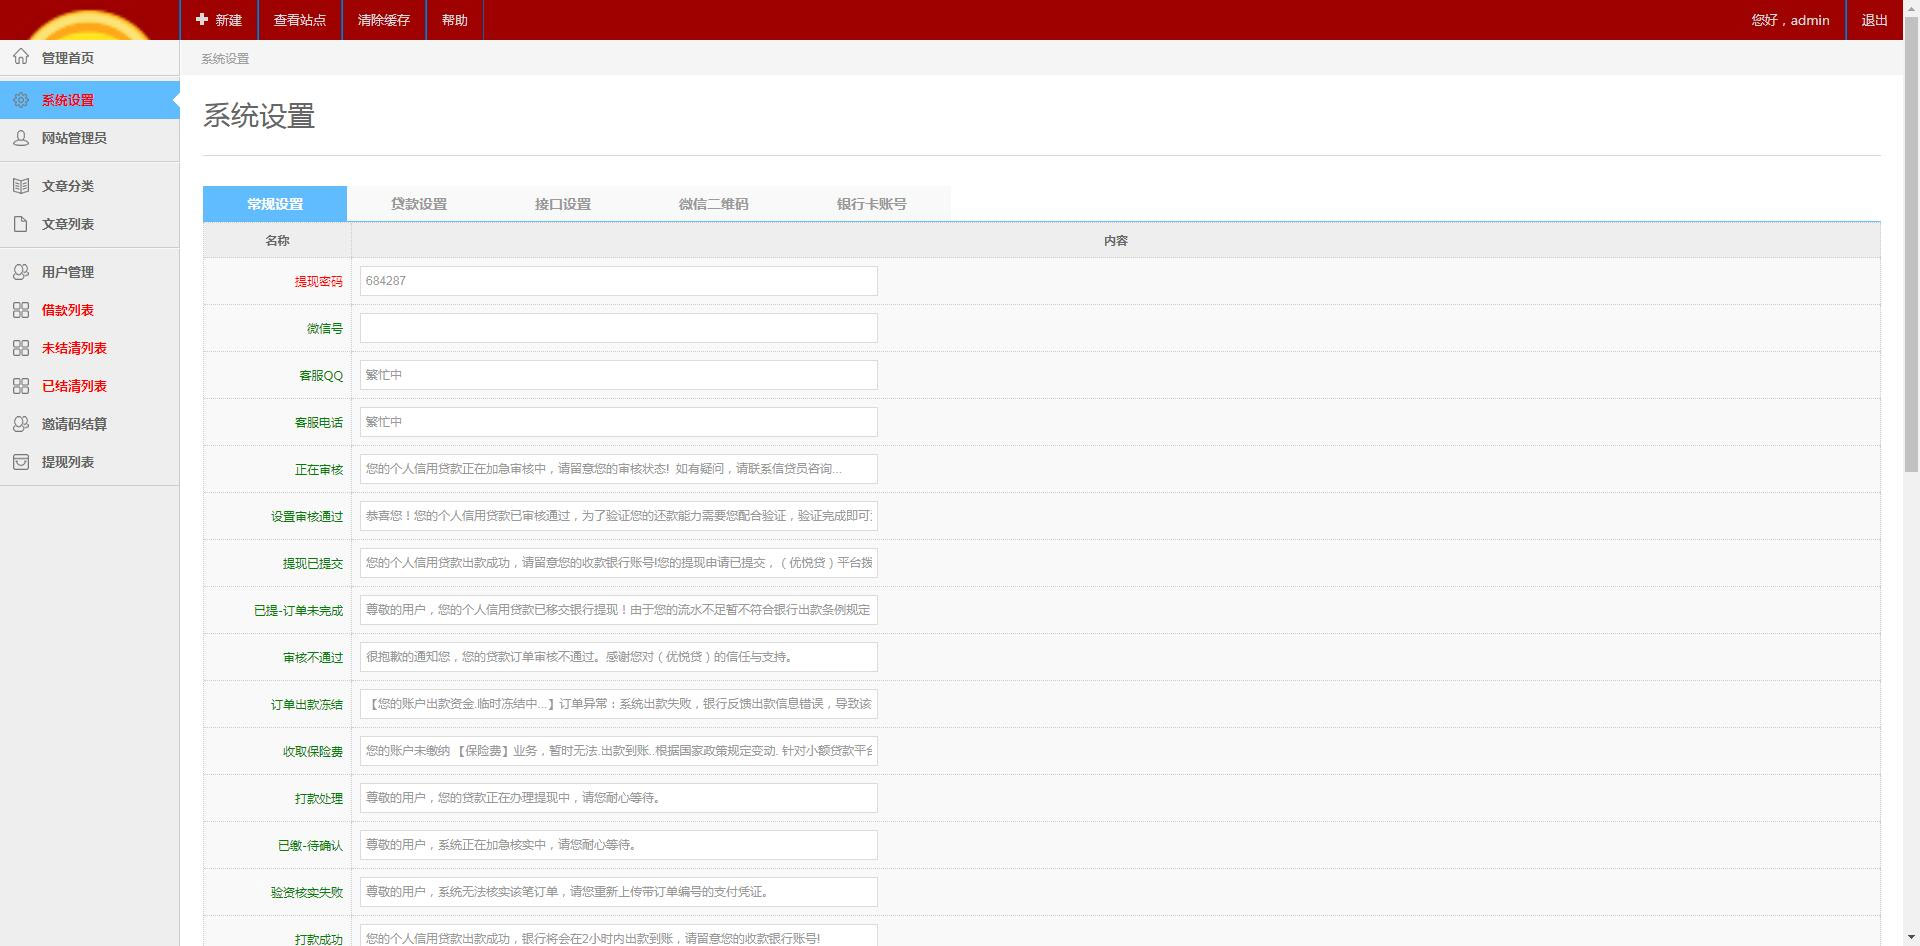 新建 查看站点 清除缓存 帮助 您好，admin 退出
管理首页
系统设置
网站管理员
文章分类
文章列表
用户管理
借款列表
未结清列表
已结清列表
邀请码结算
提现列表
系统设置
系统设置
常规设置 贷款设置 接口设置 微信二维码 银行卡账号
名称 内容
提现密码 684287
微信号
客服QQ 繁忙中
客服电话 繁忙中
正在审核 您的个人信用贷款正在加急审核中，请留意您的审核状态! 如有疑问，请联系信贷员咨询...
设置审核通过 恭喜您！您的个人信用贷款已审核通过，为了验证您的还款能力需要您配合验证，验证完成即可
提现已提交 您的个人信用贷款出款成功，请留意您的收款银行账号!您的提现申请已提交，（优悦贷）平台拨
已提-订单未完成 尊敬的用户，您的个人信用贷款已移交银行提现！由于您的流水不足暂不符合银行出款条例规定
审核不通过 很抱歉的通知您，您的贷款订单审核不通过。感谢您对（优悦贷）的信任与支持。
订单出款冻结 【您的账户出款资金.临时冻结中...】订单异常：系统出款失败，银行反馈出款信息错误，导致该
收取保险费 您的账户未缴纳 【保险费】业务，暂时无法.出款到账..根据国家政策规定变动. 针对小额贷款平台
打款处理 尊敬的用户，您的贷款正在办理提现中，请您耐心等待。
已缴-待确认 尊敬的用户，系统正在加急核实中，请您耐心等待。
验资核实失败 尊敬的用户，系统无法核实该笔订单，请您重新上传带订单编号的支付凭证。
打款成功 您的个人信用贷款出款成功，银行将会在2小时内出款到账，请留意您的收款银行账号!